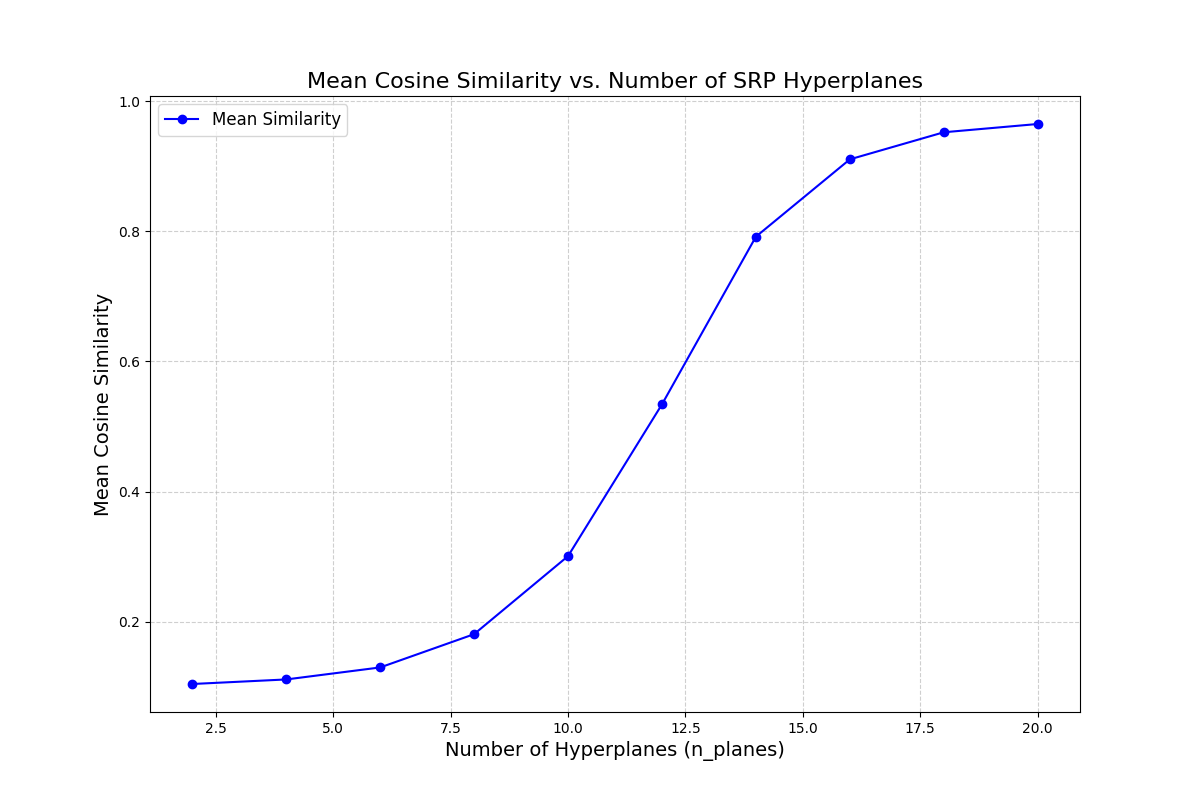 Mean Cosine Similarity vs. Number of SRP Hyperplanes
Mean Similarity
Mean Cosine Similarity
1.0
0.8
0.6
0.4
0.2
2.5 5.0 7.5 10.0 12.5 15.0 17.5 20.0
Number of Hyperplanes (n_planes)